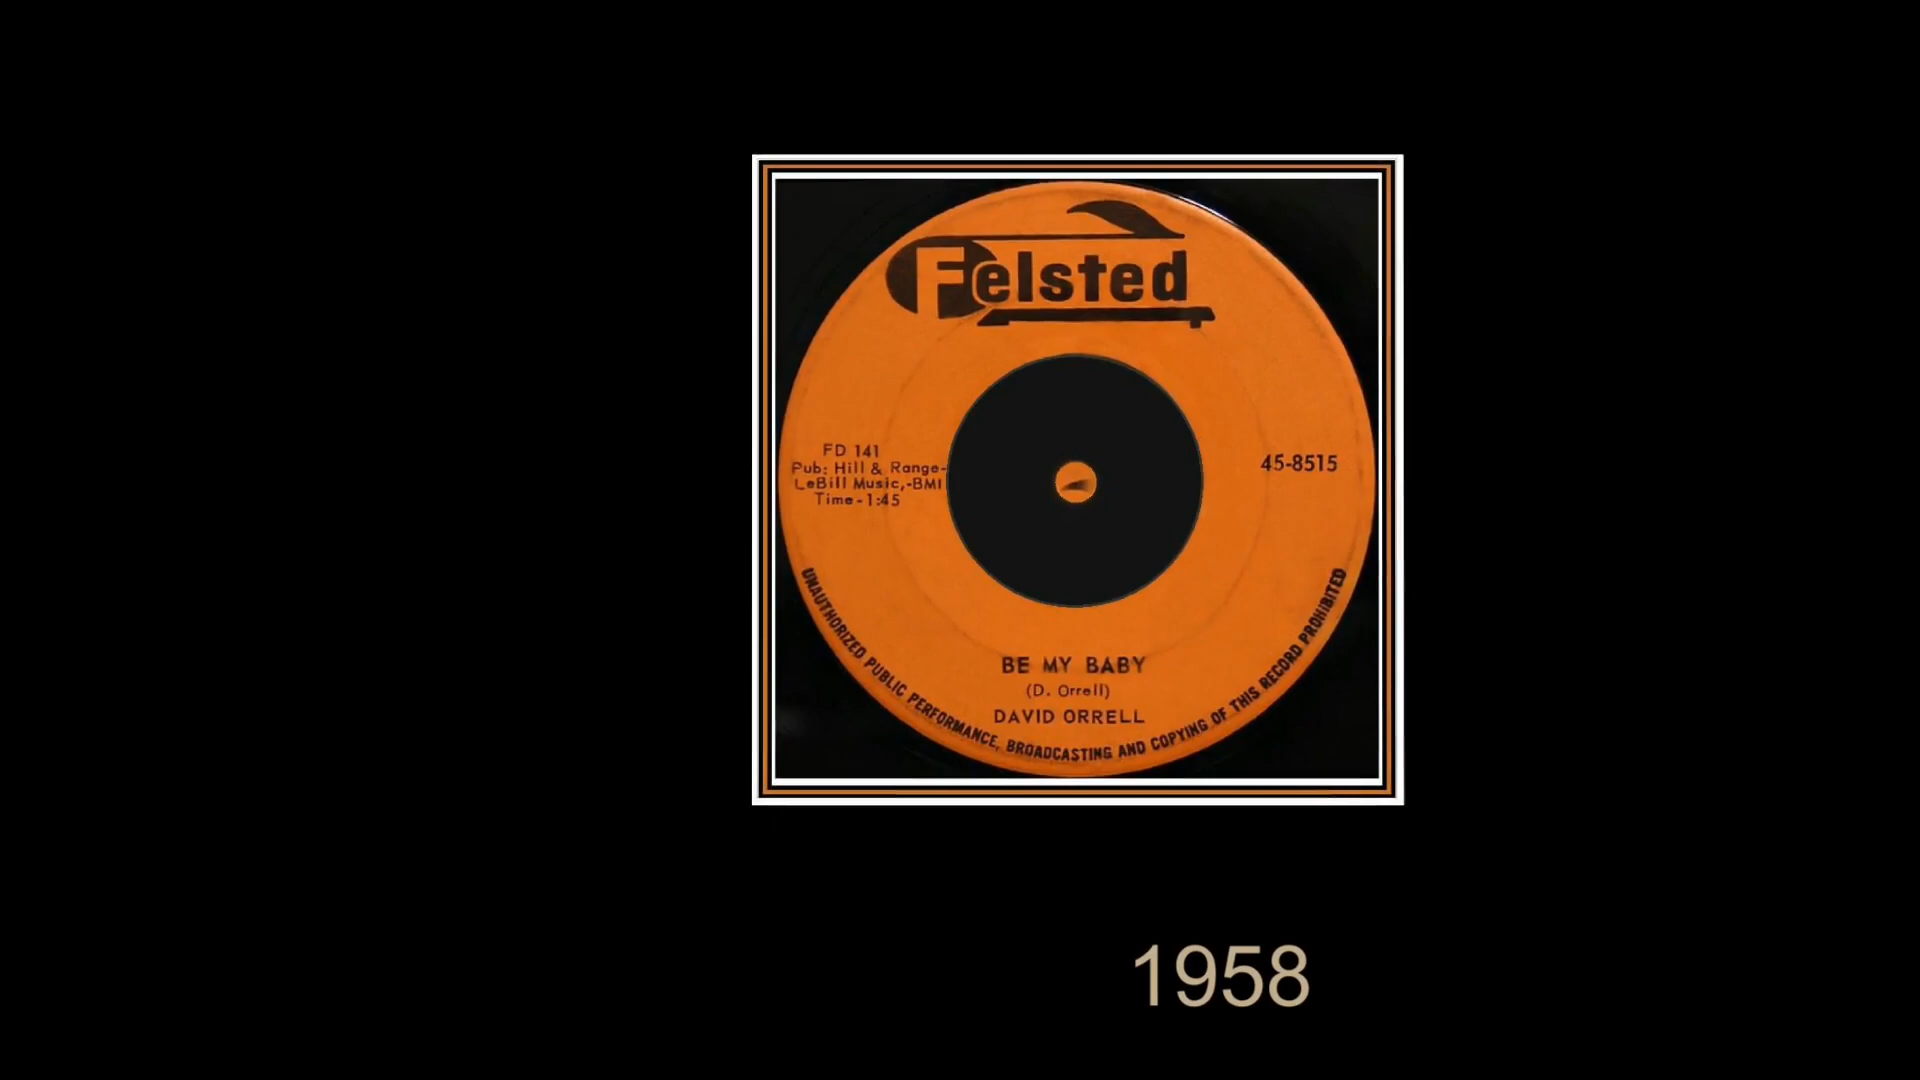 Felsted
FD 141
Pub: Hill & Range-
LeBill Music,-BMI
Time-1:45
45-8515
BE MY BABY
(D. Orrell)
DAVID ORRELL
UNAUTHORIZED PUBLIC PERFORMANCE, BROADCASTING AND COPYING OF THIS RECORD PROHIBITED
1958